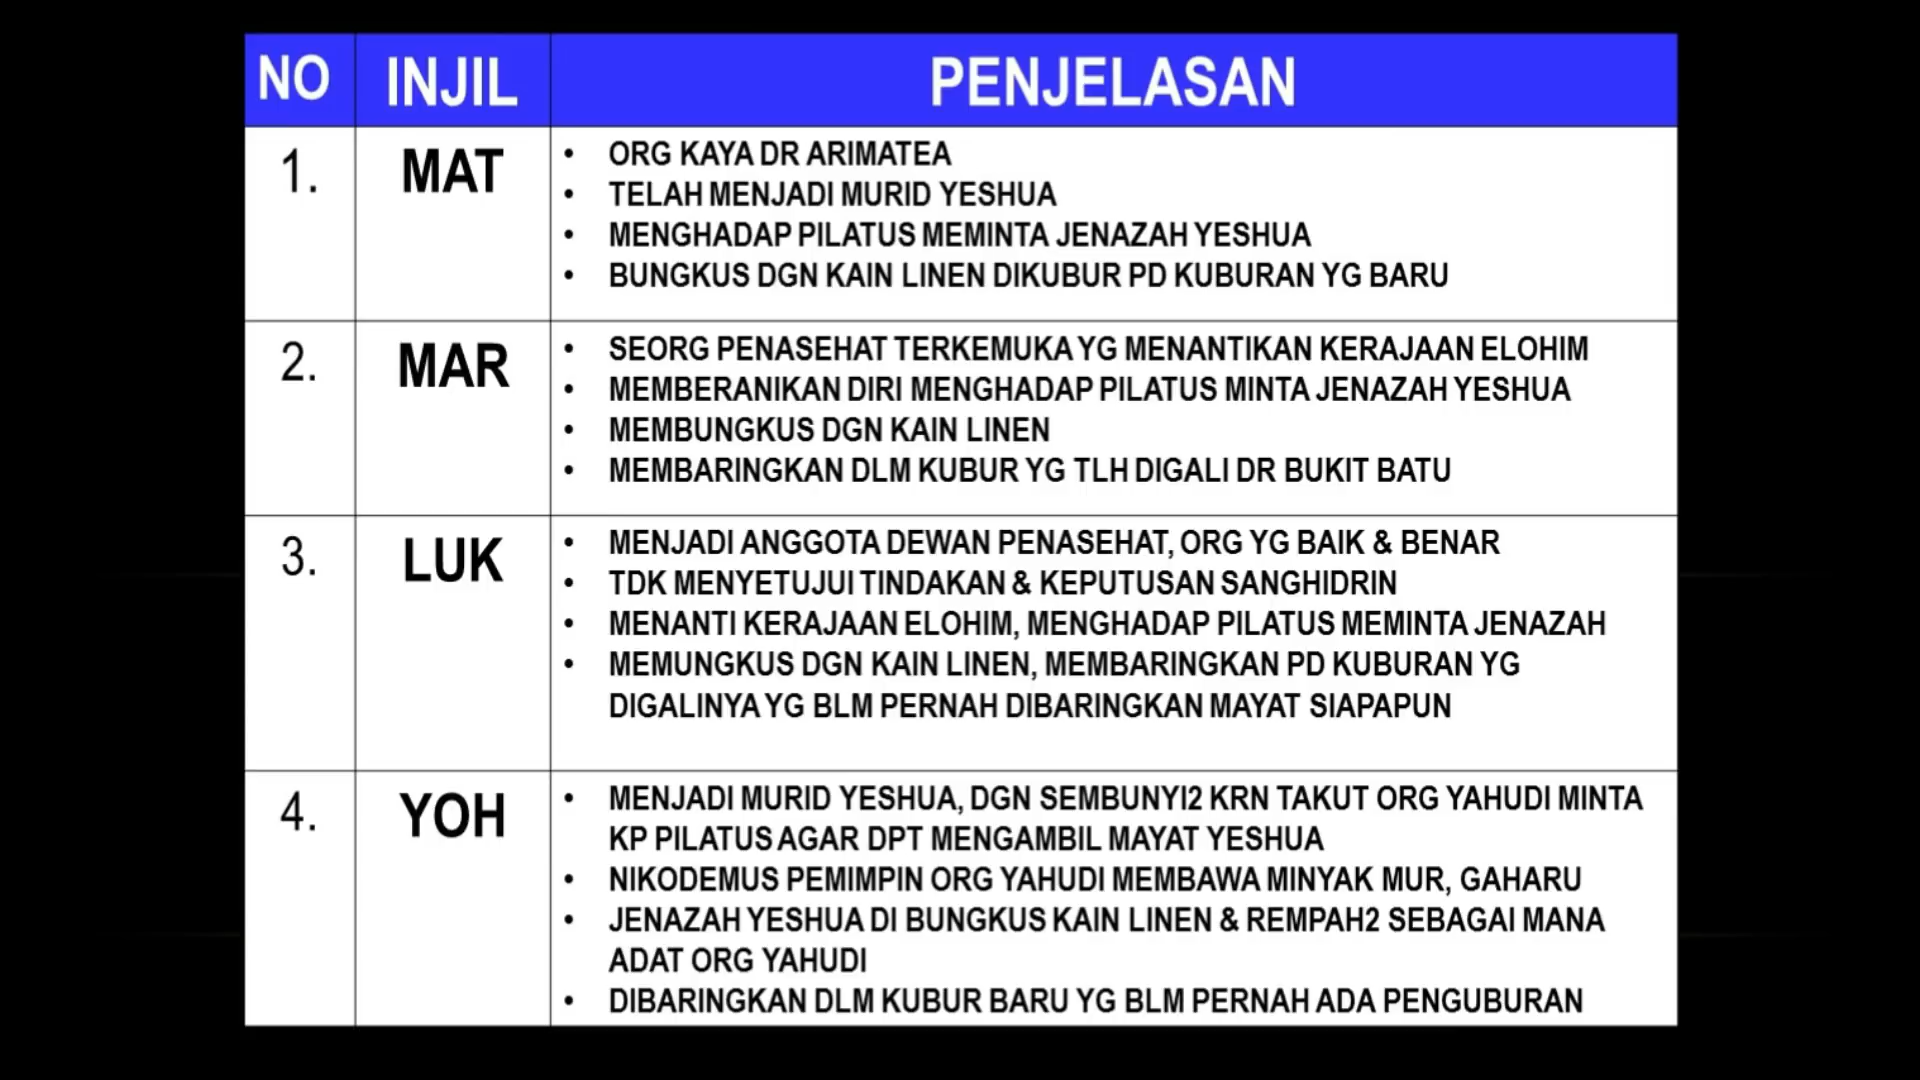 NO INJIL PENJELASAN
1. MAT
• ORG KAYA DR ARIMATEA
• TELAH MENJADI MURID YESHUA
• MENGHADAP PILATUS MEMINTA JENAZAH YESHUA
• BUNGKUS DGN KAIN LINEN DIKUBUR PD KUBURAN YG BARU
2. MAR
• SEORG PENASEHAT TERKEMUKA YG MENANTIKAN KERAJAAN ELOHIM
• MEMBERANIKAN DIRI MENGHADAP PILATUS MINTA JENAZAH YESHUA
• MEMBUNGKUS DGN KAIN LINEN
• MEMBARINGKAN DLM KUBUR YG TLH DIGALI DR BUKIT BATU
3. LUK
• MENJADI ANGGOTA DEWAN PENASEHAT, ORG YG BAIK & BENAR
• TDK MENYETUJUI TINDAKAN & KEPUTUSAN SANGHIDRIN
• MENANTI KERAJAAN ELOHIM, MENGHADAP PILATUS MEMINTA JENAZAH
• MEMUNGKUS DGN KAIN LINEN, MEMBARINGKAN PD KUBURAN YG
DIGALINYA YG BLM PERNAH DIBARINGKAN MAYAT SIAPAPUN
4. YOH
• MENJADI MURID YESHUA, DGN SEMBUNYI2 KRN TAKUT ORG YAHUDI MINTA
KP PILATUS AGAR DPT MENGAMBIL MAYAT YESHUA
• NIKODEMUS PEMIMPIN ORG YAHUDI MEMBAWA MINYAK MUR, GAHARU
• JENAZAH YESHUA DI BUNGKUS KAIN LINEN & REMPAH2 SEBAGAI MANA
ADAT ORG YAHUDI
• DIBARINGKAN DLM KUBUR BARU YG BLM PERNAH ADA PENGUBURAN